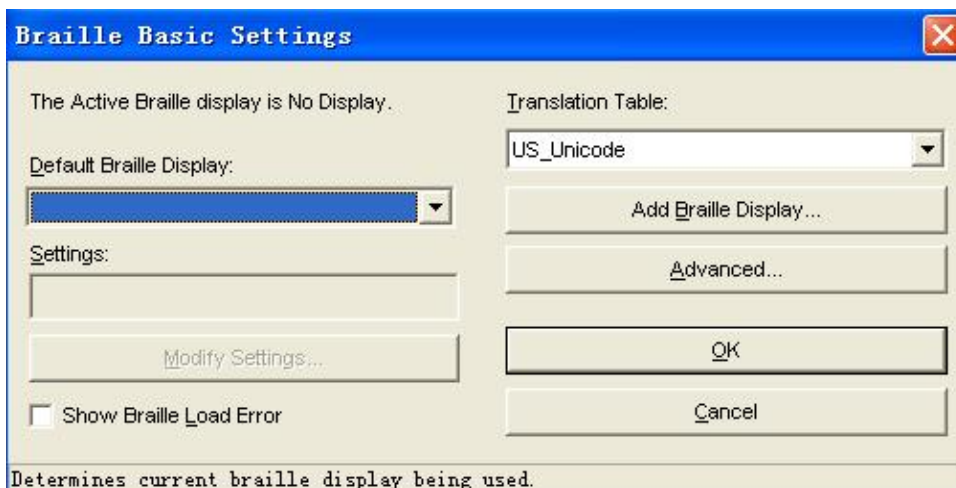 Braille Basic Settings
The Active Braille display is No Display.
Default Braille Display:
Settings:
Modify Settings...
Show Braille Load Error
Translation Table:
US_Unicode
Add Braille Display...
Advanced...
OK
Cancel
Determines current braille display being used.